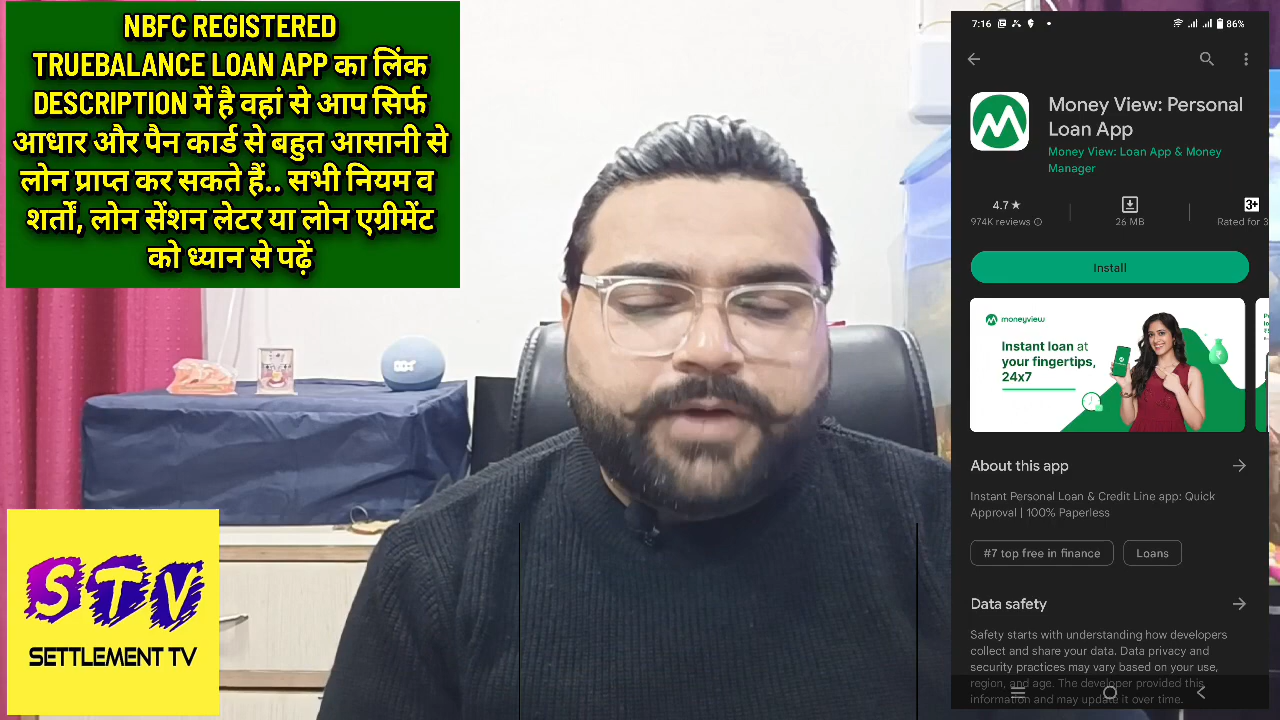 NBFC REGISTERED
TRUEBALANCE LOAN APP का लिंक
DESCRIPTION में है वहां से आप सिर्फ
आधार और पैन कार्ड से बहुत आसानी से
लोन प्राप्त कर सकते हैं.. सभी नियम व
शर्तों, लोन सेंशन लेटर या लोन एग्रीमेंट
को ध्यान से पढ़ें
STV
SETTLEMENT TV
7:16
86%
Money View: Personal
Loan App
Money View: Loan App & Money
Manager
4.7★
974K reviews
26 MB
3+
Rated for 3
Install
moneyview
Instant loan at
your fingertips,
24x7
About this app
Instant Personal Loan & Credit Line app: Quick
Approval | 100% Paperless
#7 top free in finance
Loans
Data safety
Safety starts with understanding how developers
collect and share your data. Data privacy and
security practices may vary based on your use,
region, and age. The developer provided this
information and may update it over time.